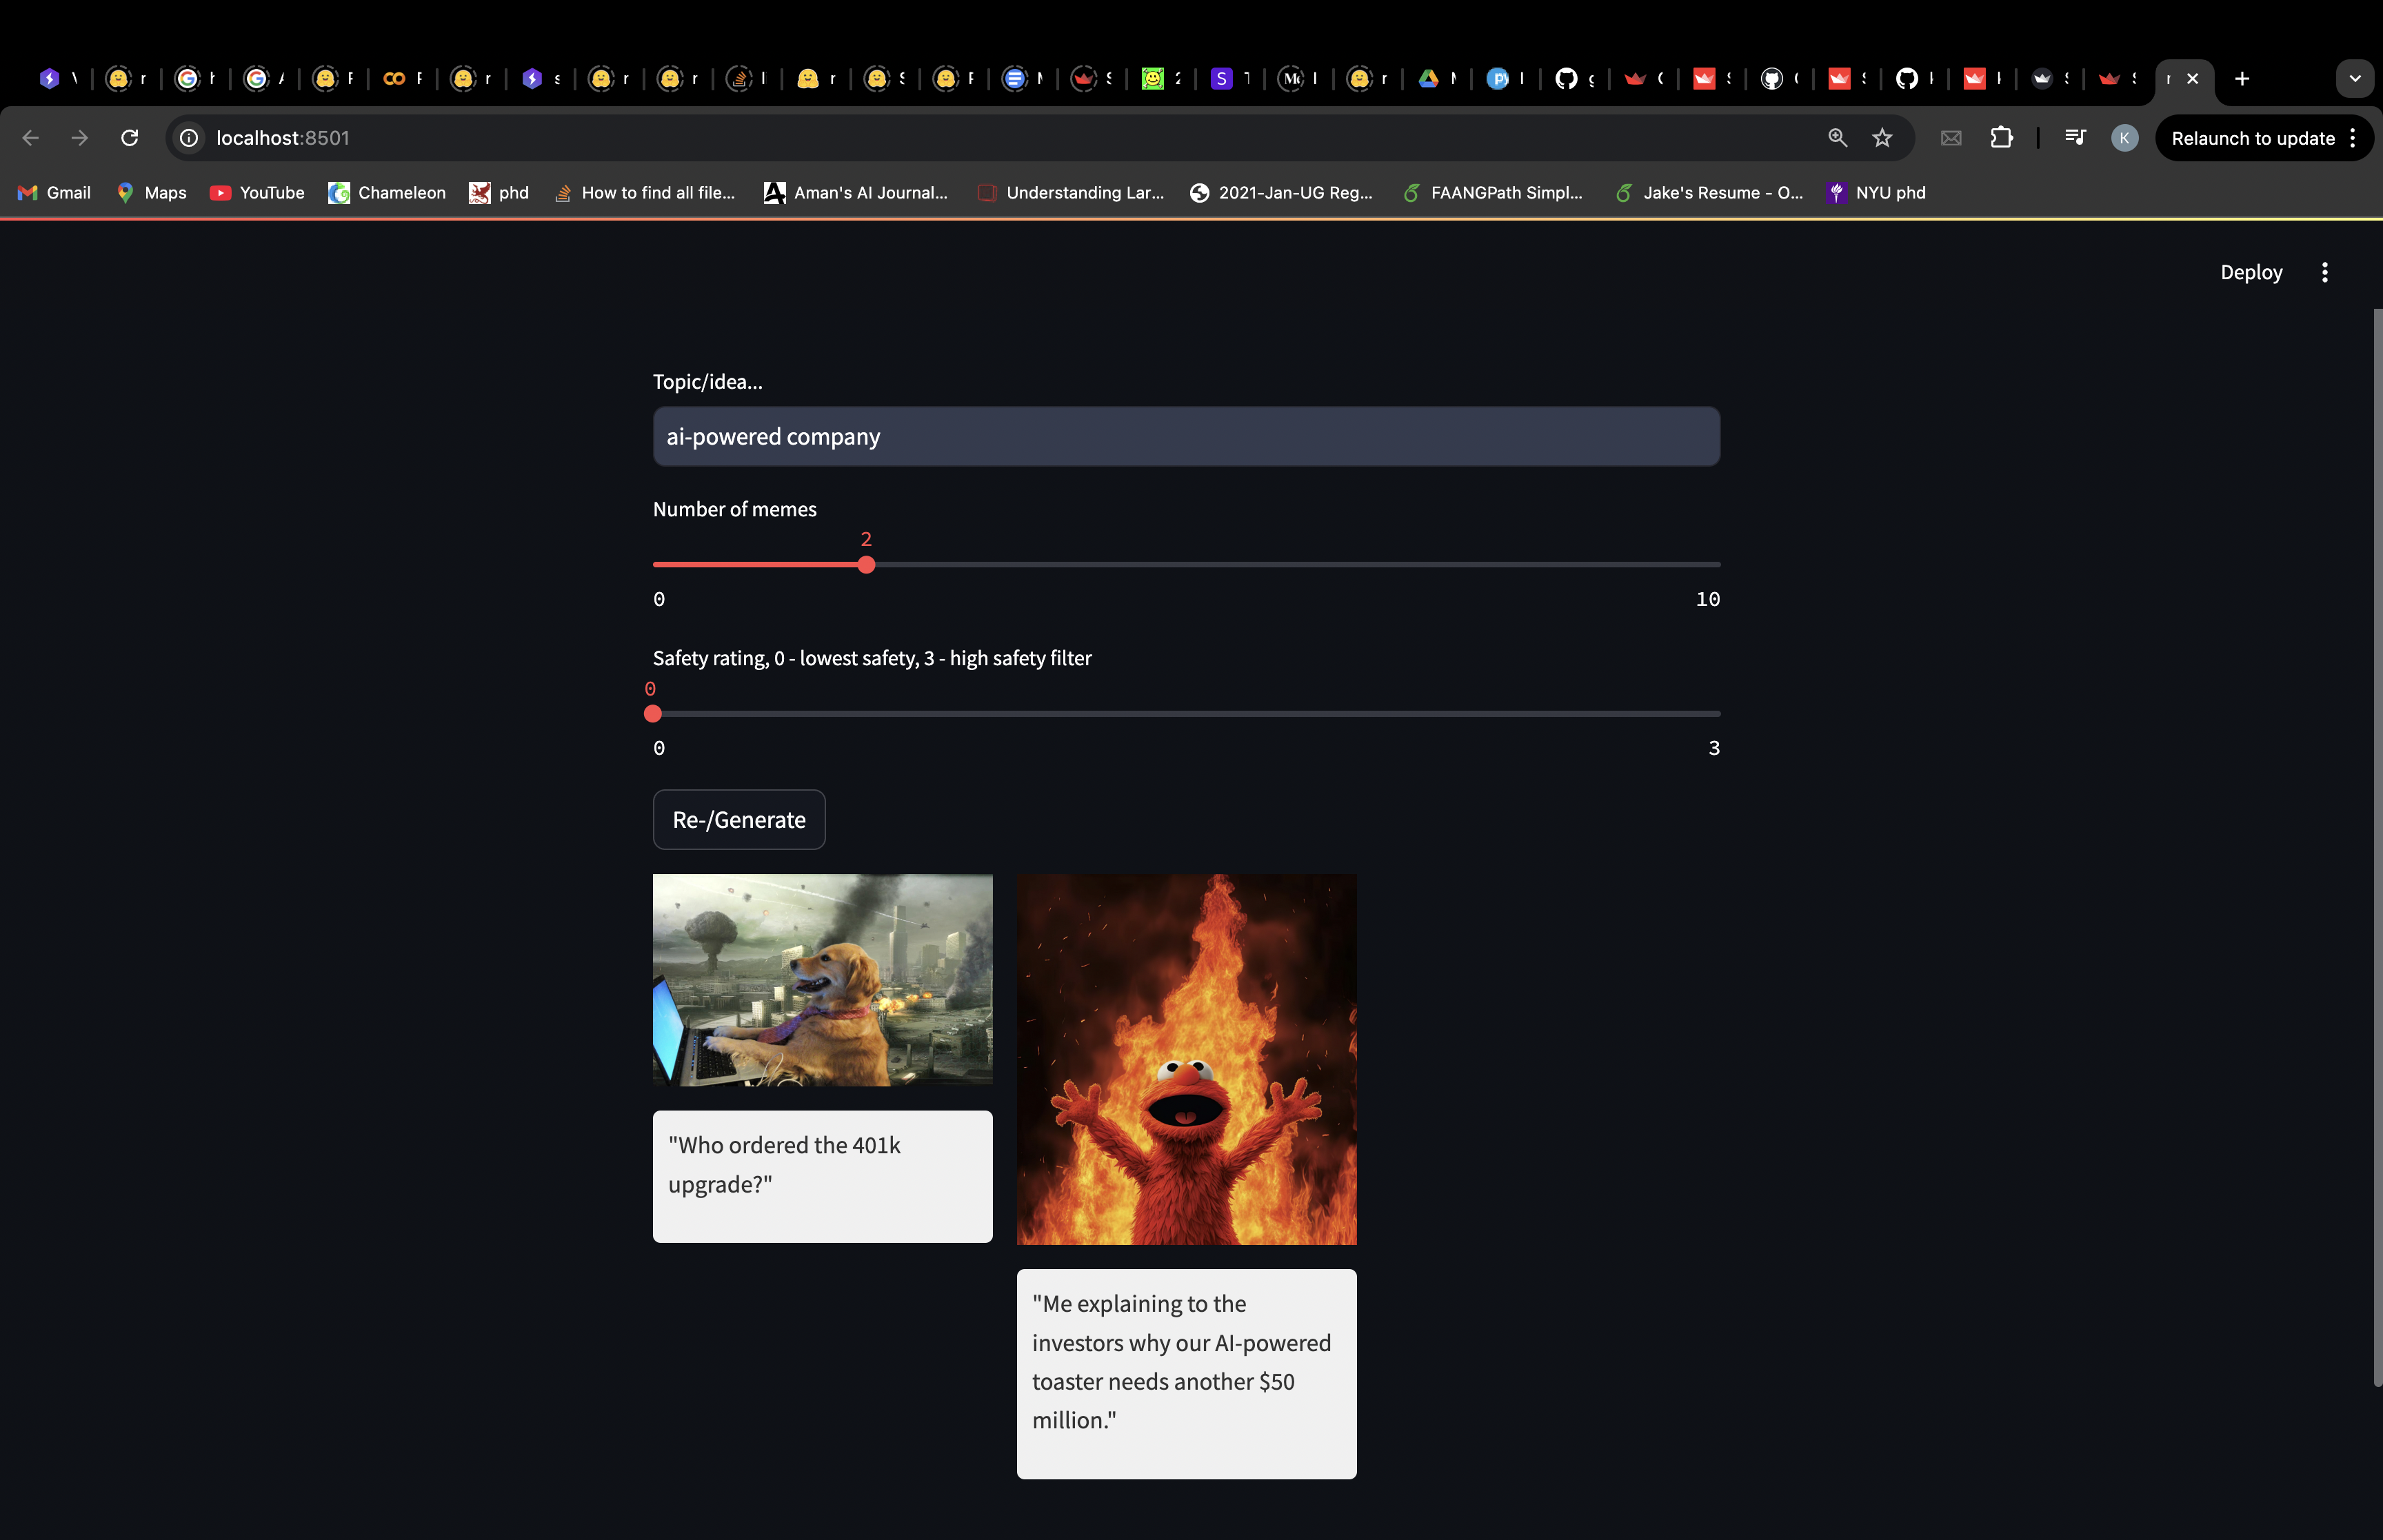 localhost:8501
Relaunch to update
Gmail
Maps
YouTube
Chameleon
phd
How to find all file...
Aman's AI Journal...
Understanding Lar...
2021-Jan-UG Reg...
FAANGPath Simpl...
Jake's Resume - O...
NYU phd
Deploy
Topic/idea...
ai-powered company
Number of memes
2
0
10
Safety rating, 0 - lowest safety, 3 - high safety filter
0
0
3
Re-/Generate
"Who ordered the 401k
upgrade?"
"Me explaining to the
investors why our AI-powered
toaster needs another $50
million."